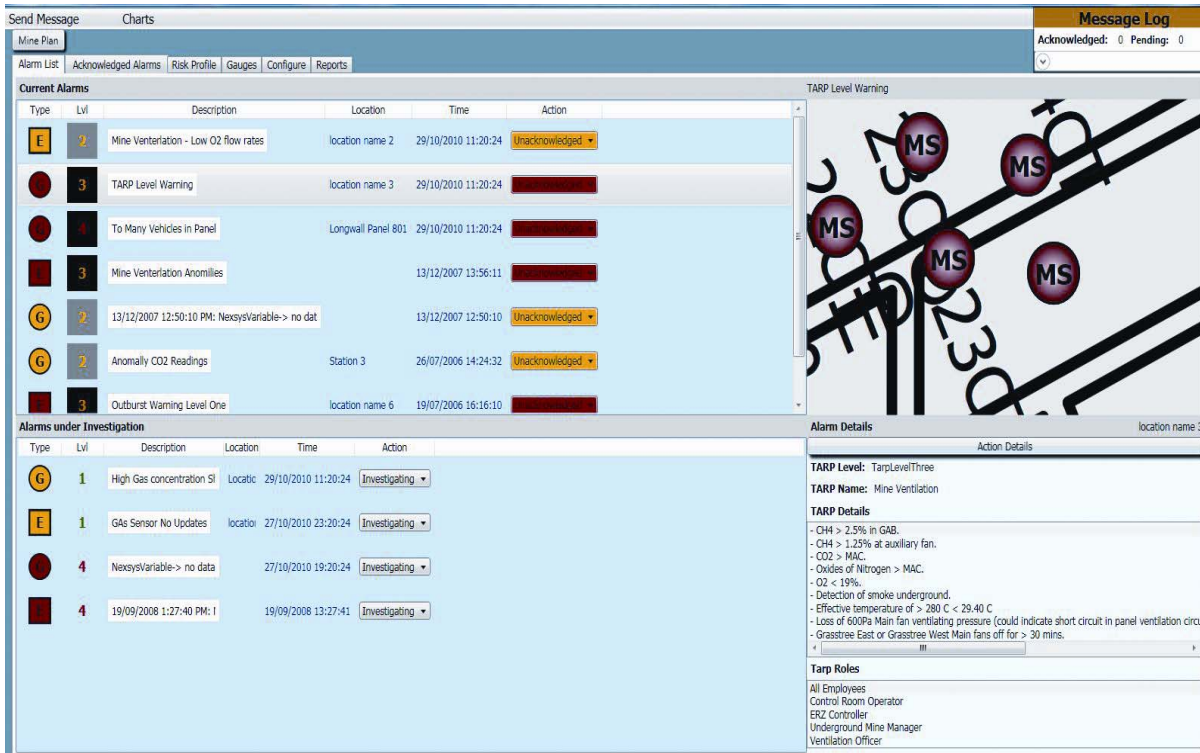 Send Message Charts
Message Log
Mine Plan
Acknowledged: 0 Pending: 0
Alarm List Acknowledged Alarms Risk Profile Gauges Configure Reports
Current Alarms
TARP Level Warning
Type Lvl Description Location Time Action
E 2 Mine Venterlation - Low O2 flow rates location name 2 29/10/2010 11:20:24 Unacknowledged
G 3 TARP Level Warning location name 3 29/10/2010 11:20:24 Unacknowledged
G 4 To Many Vehicles in Panel Longwall Panel 801 29/10/2010 11:20:24 Unacknowledged
E 3 Mine Venterlation Anomilies 13/12/2007 13:56:11 Unacknowledged
G 2 13/12/2007 12:50:10 PM: NexsysVariable-> no dat 13/12/2007 12:50:10 Unacknowledged
G 2 Anomally CO2 Readings Station 3 26/07/2006 14:24:32 Unacknowledged
E 3 Outburst Warning Level One location name 6 19/07/2006 16:16:10 Unacknowledged
MS
MS
MS
MS
MS
Alarms under Investigation
Type Lvl Description Location Time Action
G 1 High Gas concentration Sl Locatic 29/10/2010 11:20:24 Investigating
E 1 GAs Sensor No Updates locatior 27/10/2010 23:20:24 Investigating
G 4 NexsysVariable-> no data 27/10/2010 19:20:24 Investigating
E 4 19/09/2008 1:27:40 PM: 19/09/2008 13:27:41 Investigating
Alarm Details location name 3
Action Details
TARP Level: TarpLevelThree
TARP Name: Mine Ventilation
TARP Details
- CH4 > 2.5% in GAB.
- CH4 > 1.25% at auxiliary fan.
- CO2 > MAC.
- Oxides of Nitrogen > MAC.
- O2 < 19%.
- Detection of smoke underground.
- Effective temperature of > 280 C < 29.40 C
- Loss of 600Pa Main fan ventilating pressure (could indicate short circuit in panel ventilation circu
- Grasstree East or Grasstree West Main fans off for > 30 mins.
Tarp Roles
All Employees
Control Room Operator
ERZ Controller
Underground Mine Manager
Ventilation Officer